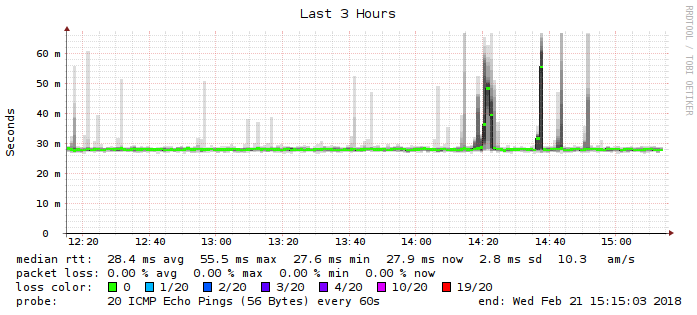 Last 3 Hours
RRDTOOL / TOBI OETIKER
Seconds
60 m
50 m
40 m
30 m
20 m
10 m
0
12:20 12:40 13:00 13:20 13:40 14:00 14:20 14:40 15:00
median rtt: 28.4 ms avg 55.5 ms max 27.6 ms min 27.9 ms now 2.8 ms sd 10.3 am/s
packet loss: 0.00 % avg 0.00 % max 0.00 % min 0.00 % now
loss color: 0 1/20 2/20 3/20 4/20 10/20 19/20
probe: 20 ICMP Echo Pings (56 Bytes) every 60s end: Wed Feb 21 15:15:03 2018